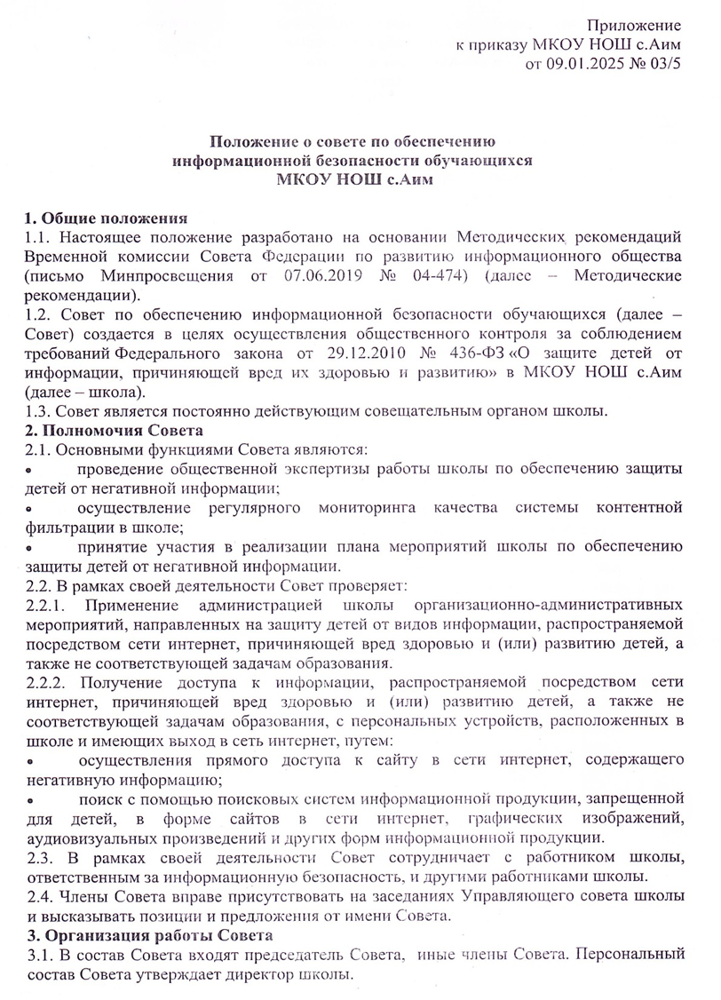 Приложение
к приказу МКОУ НОШ с.Аим
от 09.01.2025 № 03/5
Положение о совете по обеспечению
информационной безопасности обучающихся
МКОУ НОШ с.Аим
1. Общие положения
1.1. Настоящее положение разработано на основании Методических рекомендаций
Временной комиссии Совета Федерации по развитию информационного общества
(письмо Минпросвещения от 07.06.2019 № 04-474) (далее – Методические
рекомендации).
1.2. Совет по обеспечению информационной безопасности обучающихся (далее –
Совет) создается в целях осуществления общественного контроля за соблюдением
требований Федерального закона от 29.12.2010 № 436-ФЗ «О защите детей от
информации, причиняющей вред их здоровью и развитию» в МКОУ НОШ с.Аим
(далее – школа).
1.3. Совет является постоянно действующим совещательным органом школы.
2. Полномочия Совета
2.1. Основными функциями Совета являются:
• проведение общественной экспертизы работы школы по обеспечению защиты
детей от негативной информации;
• осуществление регулярного мониторинга качества системы контентной
фильтрации в школе;
• принятие участия в реализации плана мероприятий школы по обеспечению
защиты детей от негативной информации.
2.2. В рамках своей деятельности Совет проверяет:
2.2.1. Применение администрацией школы организационно-административных
мероприятий, направленных на защиту детей от видов информации, распространяемой
посредством сети интернет, причиняющей вред здоровью и (или) развитию детей, а
также не соответствующей задачам образования.
2.2.2. Получение доступа к информации, распространяемой посредством сети
интернет, причиняющей вред здоровью и (или) развитию детей, а также не
соответствующей задачам образования, с персональных устройств, расположенных в
школе и имеющих выход в сеть интернет, путем:
• осуществления прямого доступа к сайту в сети интернет, содержащего
негативную информацию;
• поиск с помощью поисковых систем информационной продукции, запрещенной
для детей, в форме сайтов в сети интернет, графических изображений,
аудиовизуальных произведений и других форм информационной продукции.
2.3. В рамках своей деятельности Совет сотрудничает с работником школы,
ответственным за информационную безопасность, и другими работниками школы.
2.4. Члены Совета вправе присутствовать на заседаниях Управляющего совета школы
и высказывать позиции и предложения от имени Совета.
3. Организация работы Совета
3.1. В состав Совета входят председатель Совета, иные члены Совета. Персональный
состав Совета утверждает директор школы.